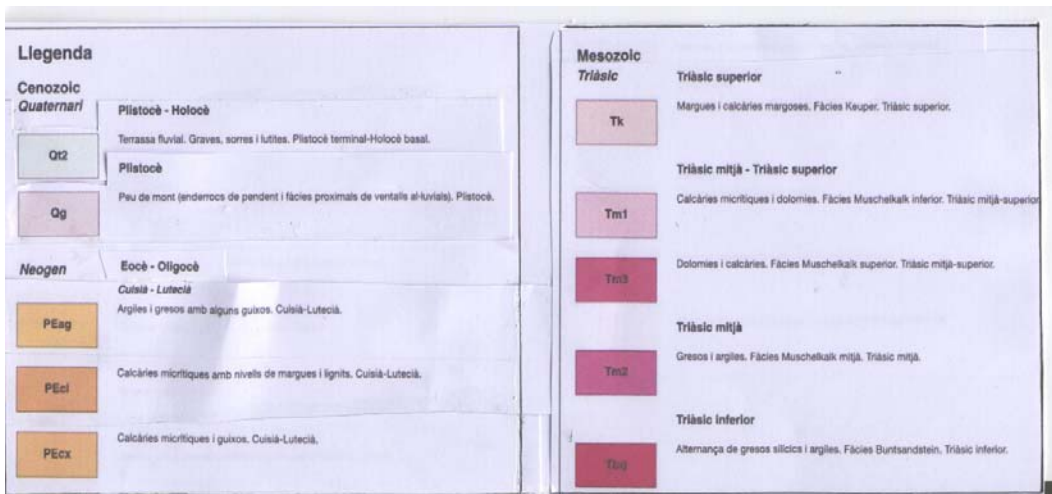 Llegenda
Cenozoic
Quaternari
Plistocè - Holocè
Qt2
Terrassa fluvial. Graves, sorres i lutites. Plistocè terminal-Holocè basal.
Plistocè
Qg
Peu de mont (enderrocs de pendent i fàcies proximals de ventalls al·luvials). Plistocè.
Neogen
Eocè - Oligocè
Cuisià - Lutecià
PEag
Argiles i gresos amb alguns guixos. Cuisià-Lutecià.
PEcl
Calcàries micrítiques amb nivells de margues i lignits. Cuisià-Lutecià.
PEcx
Calcàries micrítiques i guixos. Cuisià-Lutecià.
Mesozoic
Triàsic
Triàsic superior
Tk
Margues i calcàries margoses. Fàcies Keuper. Triàsic superior.
Triàsic mitjà - Triàsic superior
Tm1
Calcàries micrítiques i dolomies. Fàcies Muschelkalk inferior. Triàsic mitjà-superior
Tm3
Dolomies i calcàries. Fàcies Muschelkalk superior. Triàsic mitjà-superior.
Triàsic mitjà
Tm2
Gresos i argiles. Fàcies Muschelkalk mitjà. Triàsic mitjà.
Triàsic inferior
Tbg
Alternança de gresos silícics i argiles. Fàcies Buntsandstein. Triàsic inferior.